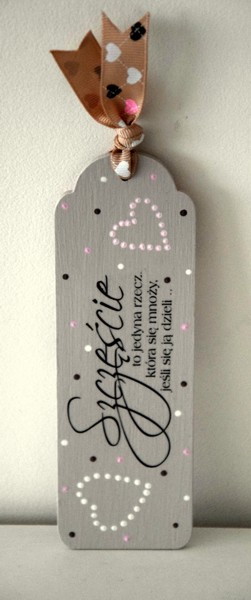 Szczęście
to jedyna rzecz.
która się mnoży.
jeśli się ją dzieli ..